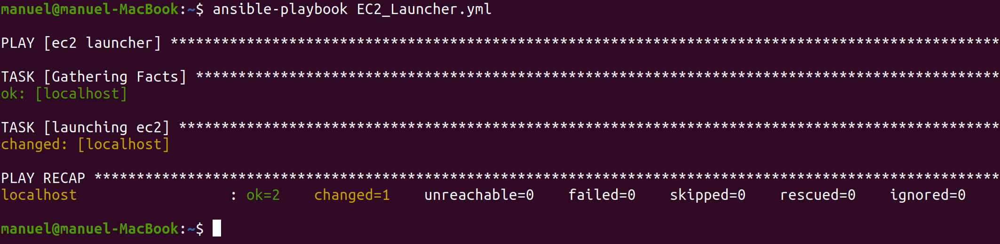 manuel@manuel-MacBook:~$ ansible-playbook EC2_Launcher.yml
PLAY [ec2 launcher] **************************************************************************************************
TASK [Gathering Facts] ***********************************************************************************************
ok: [localhost]
TASK [launching ec2] *************************************************************************************************
changed: [localhost]
PLAY RECAP ***********************************************************************************************************
localhost                  : ok=2    changed=1    unreachable=0    failed=0    skipped=0    rescued=0    ignored=0
manuel@manuel-MacBook:~$